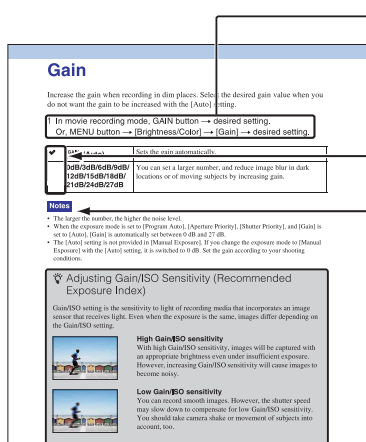 Gain
Increase the gain when recording in dim places. Select the desired gain value when you
do not want the gain to be increased with the [Auto] setting.
1 In movie recording mode, GAIN button → desired setting.
Or, MENU button → [Brightness/Color] → [Gain] → desired setting.
✔ (Auto) Sets the gain automatically.
0dB/3dB/6dB/9dB/ You can set a larger number, and reduce image blur in dark
12dB/15dB/18dB/ locations or of moving subjects by increasing gain.
21dB/24dB/27dB
Notes
• The larger the number, the higher the noise level.
• When the exposure mode is set to [Program Auto], [Aperture Priority], [Shutter Priority], and [Gain] is
set to [Auto], [Gain] is automatically set between 0 dB and 27 dB.
• The [Auto] setting is not provided in [Manual Exposure]. If you change the exposure mode to [Manual
Exposure] with the [Auto] setting, it is switched to 0 dB. Set the gain according to your shooting
conditions.
Adjusting Gain/ISO Sensitivity (Recommended
Exposure Index)
Gain/ISO setting is the sensitivity to light of recording media that incorporates an image
sensor that receives light. Even when the exposure is the same, images differ depending on
the Gain/ISO setting.
High Gain/ISO sensitivity
With high Gain/ISO sensitivity, images will be captured with
an appropriate brightness even under insufficient exposure.
However, increasing Gain/ISO sensitivity will cause images to
become noisy.
Low Gain/ISO sensitivity
You can record smooth images. However, the shutter speed
may slow down to compensate for low Gain/ISO sensitivity.
You should take camera shake or movement of subjects into
account, too.